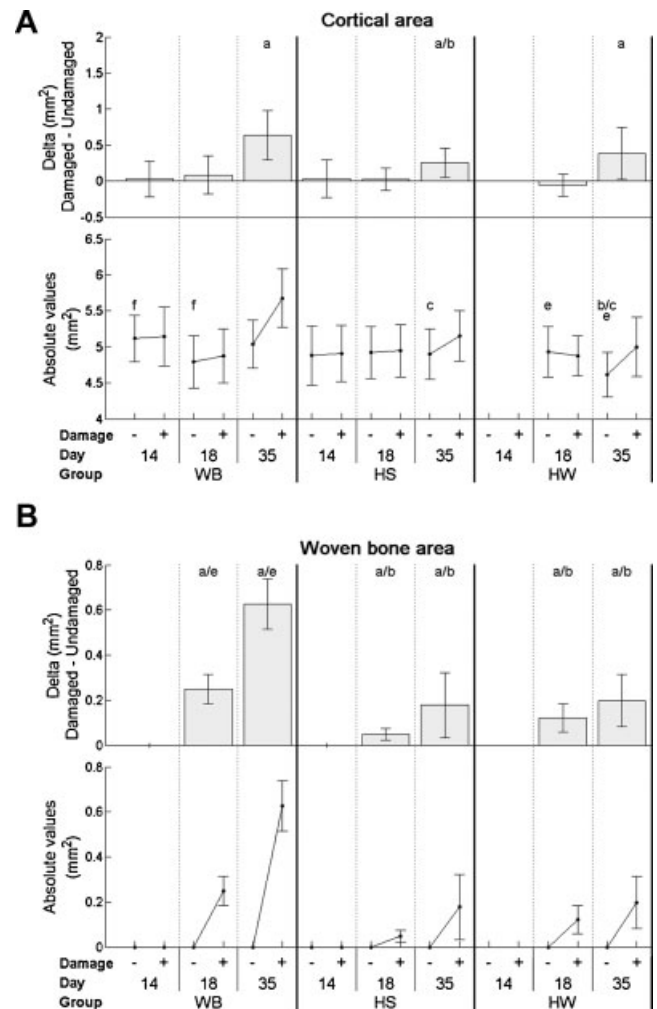 A
Cortical area
Delta (mm²)
Damaged - Undamaged
2
1.5
1
0.5
0
-0.5
a
a/b
a
Absolute values
(mm²)
6.5
6
5.5
5
4.5
4
f
f
c
e
b/c
e
Damage - + - + - + - + - + - + - + - + - +
Day 14 18 35 14 18 35 14 18 35
Group WB HS HW
B
Woven bone area
Delta (mm²)
Damaged - Undamaged
0.8
0.6
0.4
0.2
0
a/e
a/e
a/b
a/b
a/b
a/b
Absolute values
(mm²)
0.8
0.6
0.4
0.2
0
Damage - + - + - + - + - + - + - + - + - +
Day 14 18 35 14 18 35 14 18 35
Group WB HS HW